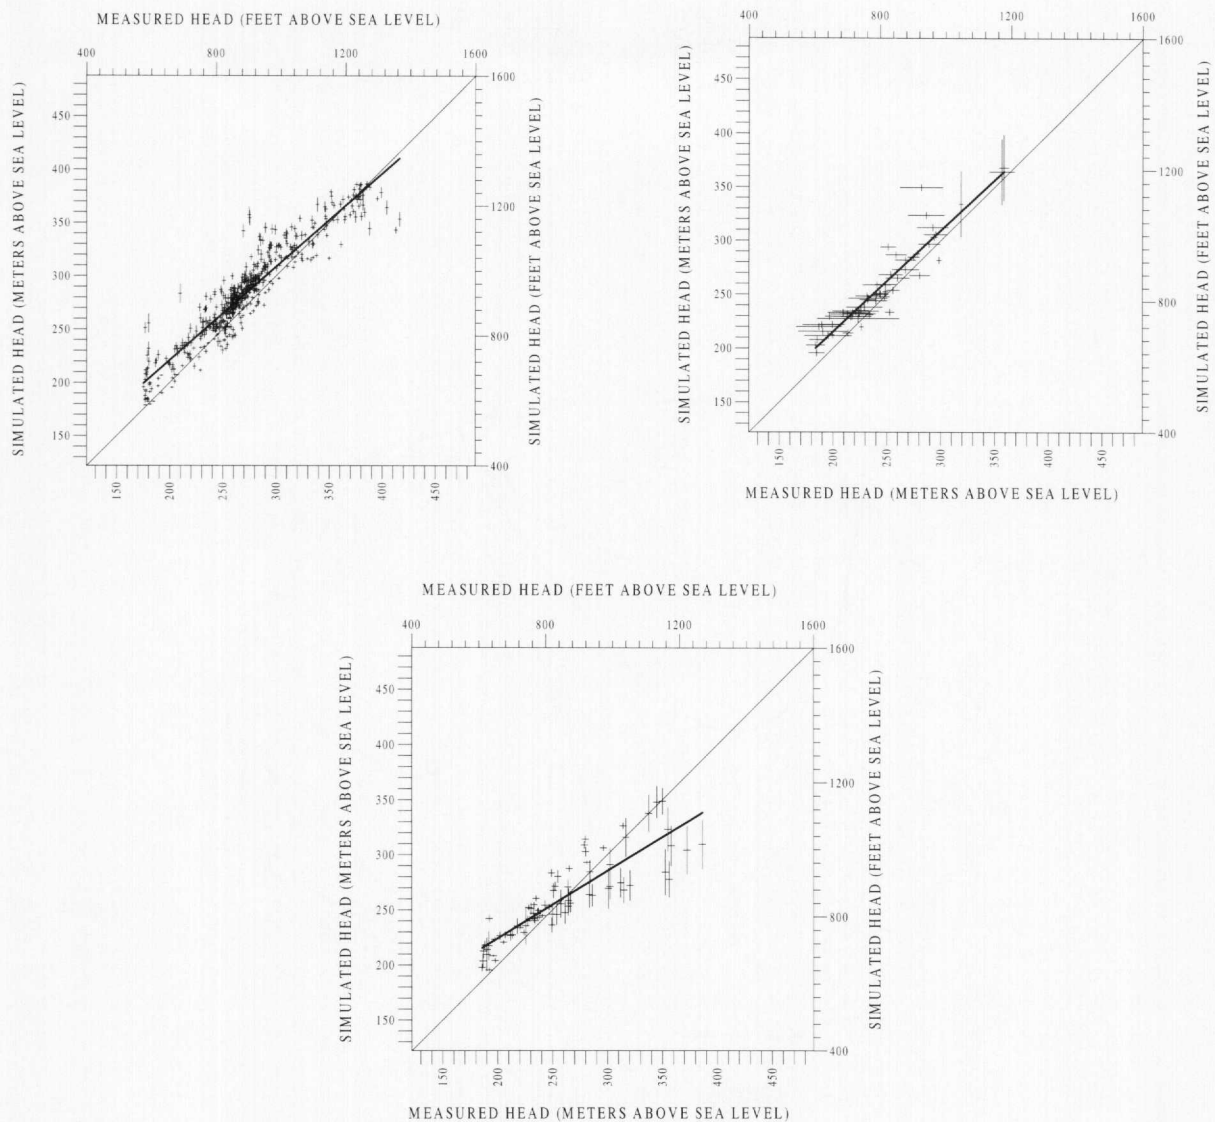 MEASURED HEAD (FEET ABOVE SEA LEVEL)
400 800 1200 1600
SIMULATED HEAD (METERS ABOVE SEA LEVEL)
450
400
350
300
250
200
150
1600
1200
800
400
SIMULATED HEAD (FEET ABOVE SEA LEVEL)
150 200 250 300 350 400 450
400 800 1200 1600
SIMULATED HEAD (METERS ABOVE SEA LEVEL)
450
400
350
300
250
200
150
1600
1200
800
400
SIMULATED HEAD (FEET ABOVE SEA LEVEL)
150 200 250 300 350 400 450
MEASURED HEAD (METERS ABOVE SEA LEVEL)
MEASURED HEAD (FEET ABOVE SEA LEVEL)
400 800 1200 1600
SIMULATED HEAD (METERS ABOVE SEA LEVEL)
450
400
350
300
250
200
150
1600
1200
800
400
SIMULATED HEAD (FEET ABOVE SEA LEVEL)
150 200 250 300 350 400 450
MEASURED HEAD (METERS ABOVE SEA LEVEL)